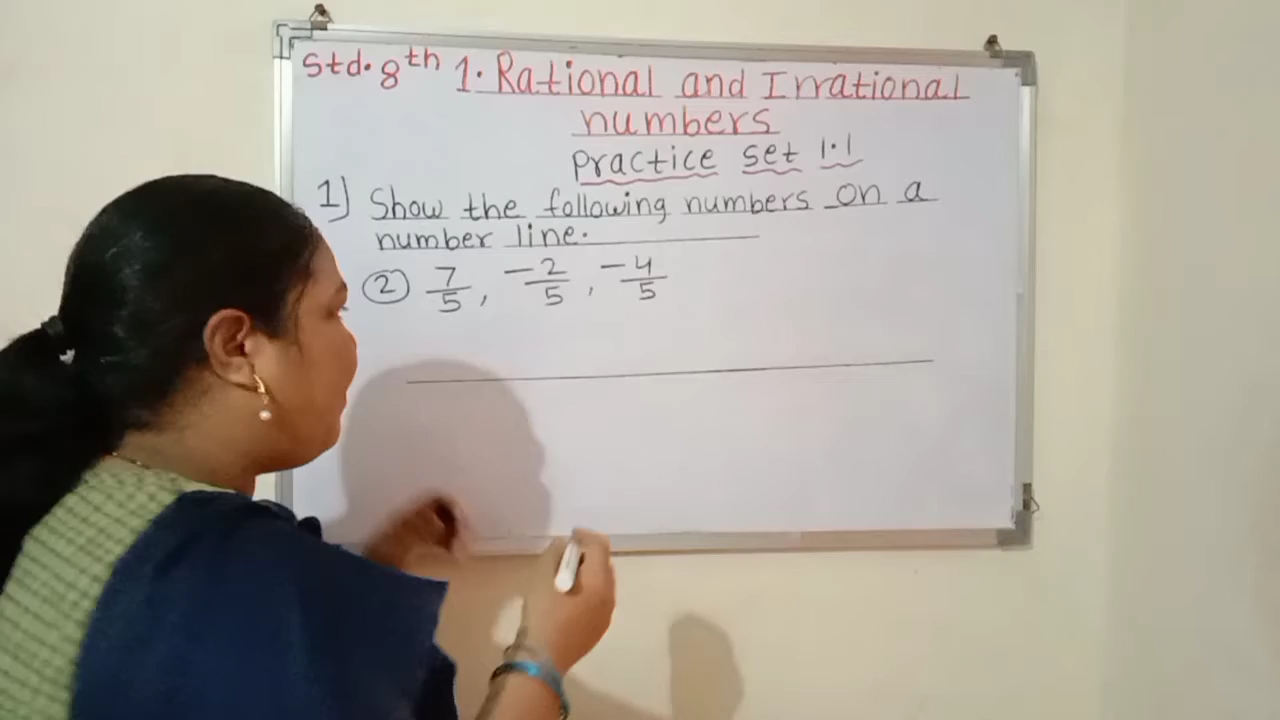 Std. 8th 1. Rational and Irrational
numbers
Practice set 1.1
1) Show the following numbers on a
number line.
② 7/5, -2/5, -4/5